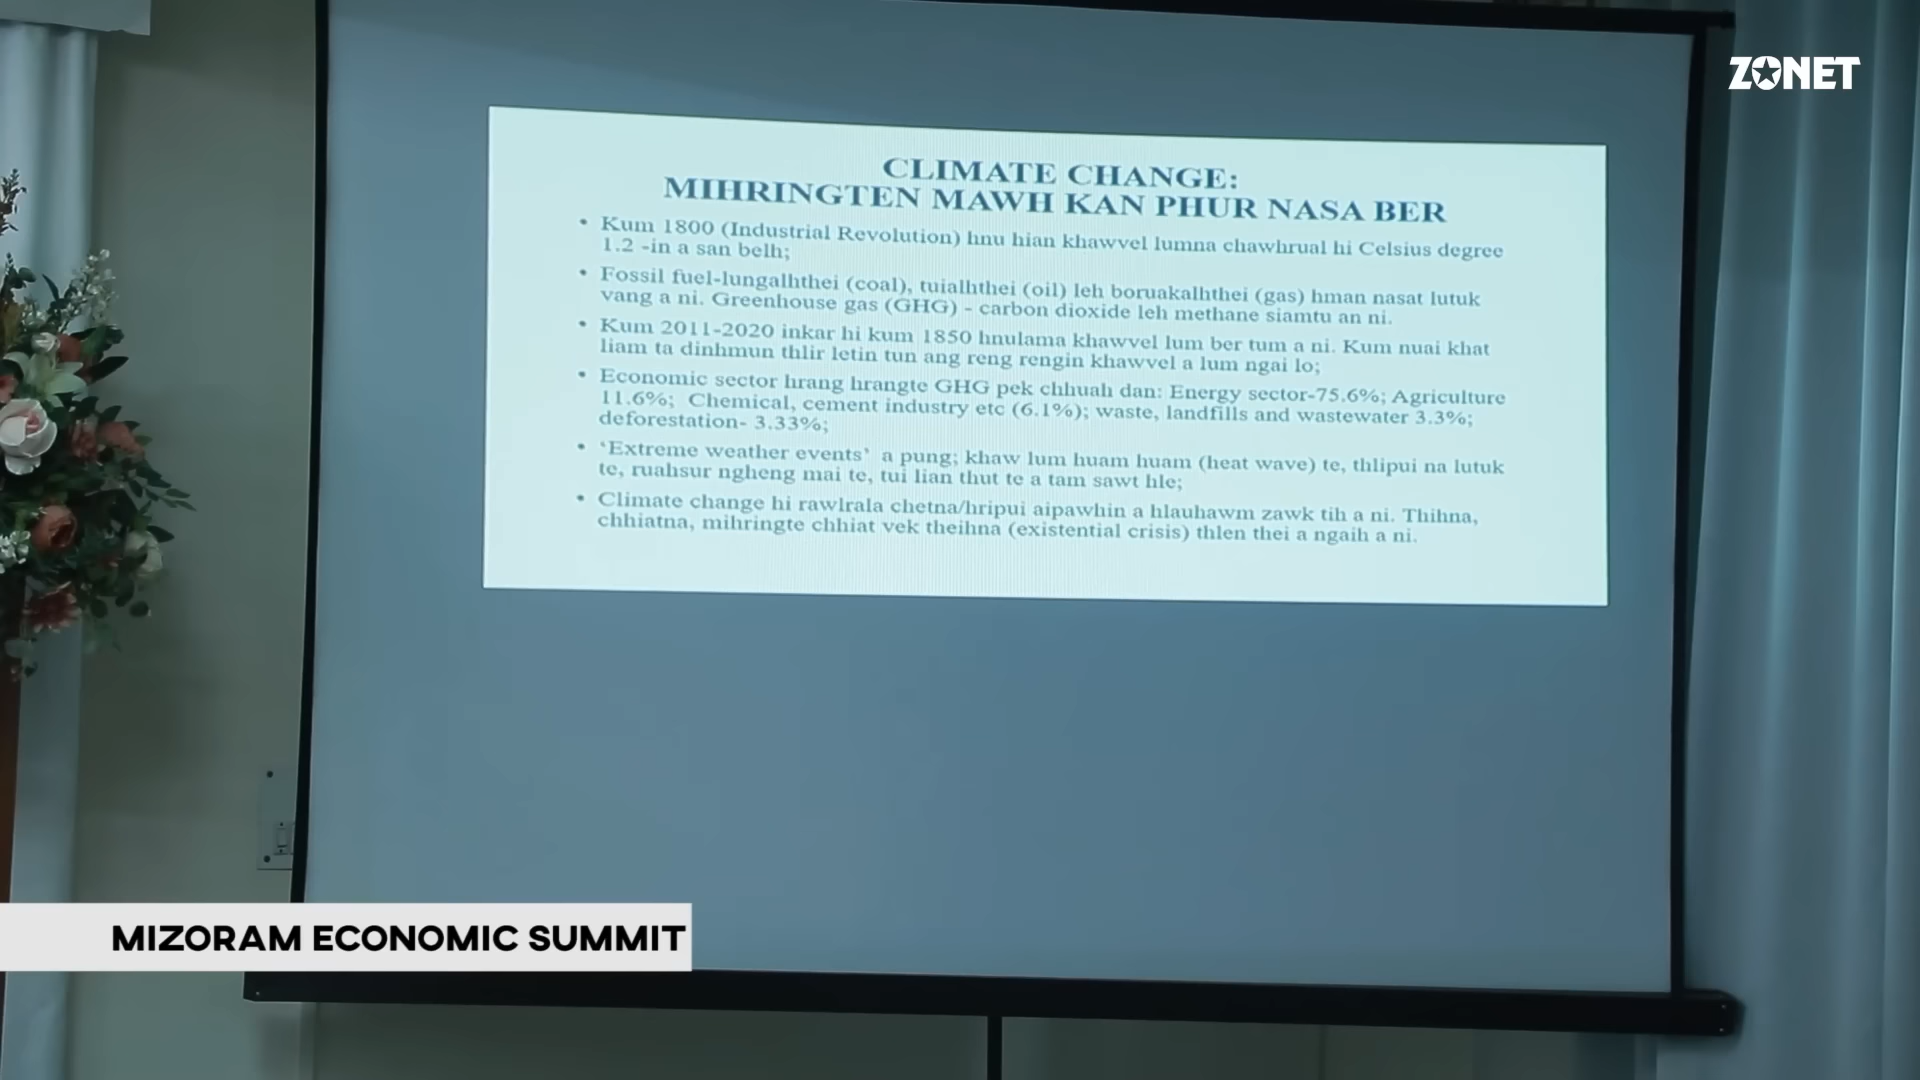 ZONET
CLIMATE CHANGE:
MIHRINGTEN MAWH KAN PHUR NASA BER
• Kum 1800 (Industrial Revolution) hnu hian khawvel lumna chawhrual hi Celsius degree
1.2 -in a san belh;
• Fossil fuel-lungalhthei (coal), tuialhthei (oil) leh boruakalhthei (gas) hman nasat lutuk
vang a ni. Greenhouse gas (GHG) - carbon dioxide leh methane siamtu an ni.
• Kum 2011-2020 inkar hi kum 1850 hnulama khawvel lum ber tum a ni. Kum nuai khat
liam ta dinhmun thlir letin tun ang reng rengin khawvel a lum ngai lo;
• Economic sector hrang hrangte GHG pek chhuah dan: Energy sector-75.6%; Agriculture
11.6%; Chemical, cement industry etc (6.1%); waste, landfills and wastewater 3.3%;
deforestation- 3.33%;
• ‘Extreme weather events’ a pung; khaw lum huam huam (heat wave) te, thlipui na lutuk
te, ruahsur ngheng mai te, tui lian thut te a tam sawt hle;
• Climate change hi rawlrala chetna/hripui aipawhin a hlauhawm zawk tih a ni. Thihna,
chhiatna, mihringte chhiat vek theihna (existential crisis) thlen thei a ngaih a ni.
MIZORAM ECONOMIC SUMMIT